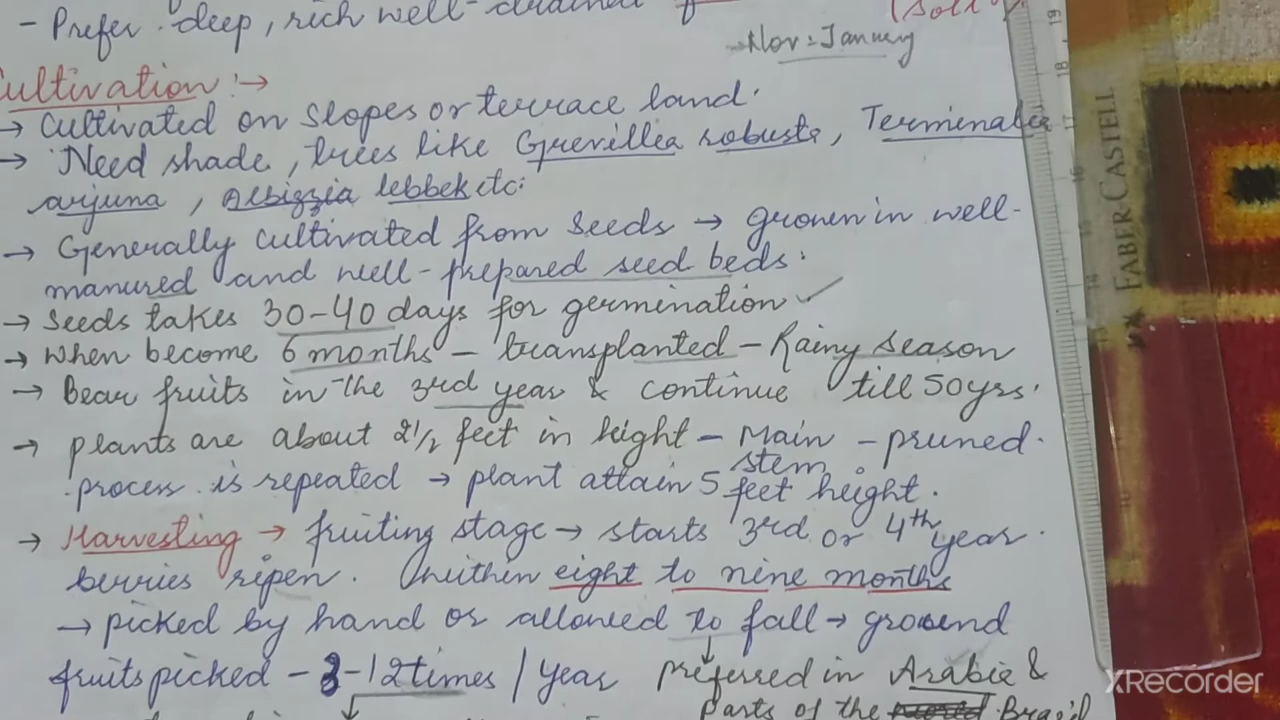 - Prefer deep, rich well-drained
(Soil)
→ Nov - January
Cultivation :→
→ Cultivated on slopes or terrace land.
→ Need shade, trees like Grevillea robusta, Terminalia
arjuna, Albizzia lebbek etc.
→ Generally cultivated from seeds → grown in well-
manured and well-prepared seed beds.
→ Seeds takes 30-40 days for germination ✓
→ When become 6 months - transplanted - Rainy season
→ Bear fruits in the 3rd year & continue till 50yrs.
→ plants are about 2 1/2 feet in hight - Main stem - pruned.
process is repeated → plant attain 5 feet height.
→ Harvesting → fruiting stage → starts 3rd or 4th year.
berries ripen. within eight to nine months
→ picked by hand or allowed to fall → ground
fruits picked - 8-12 times / year
preferred in Arabie &
parts of the Brazil
FABER CASTELL
XRecorder